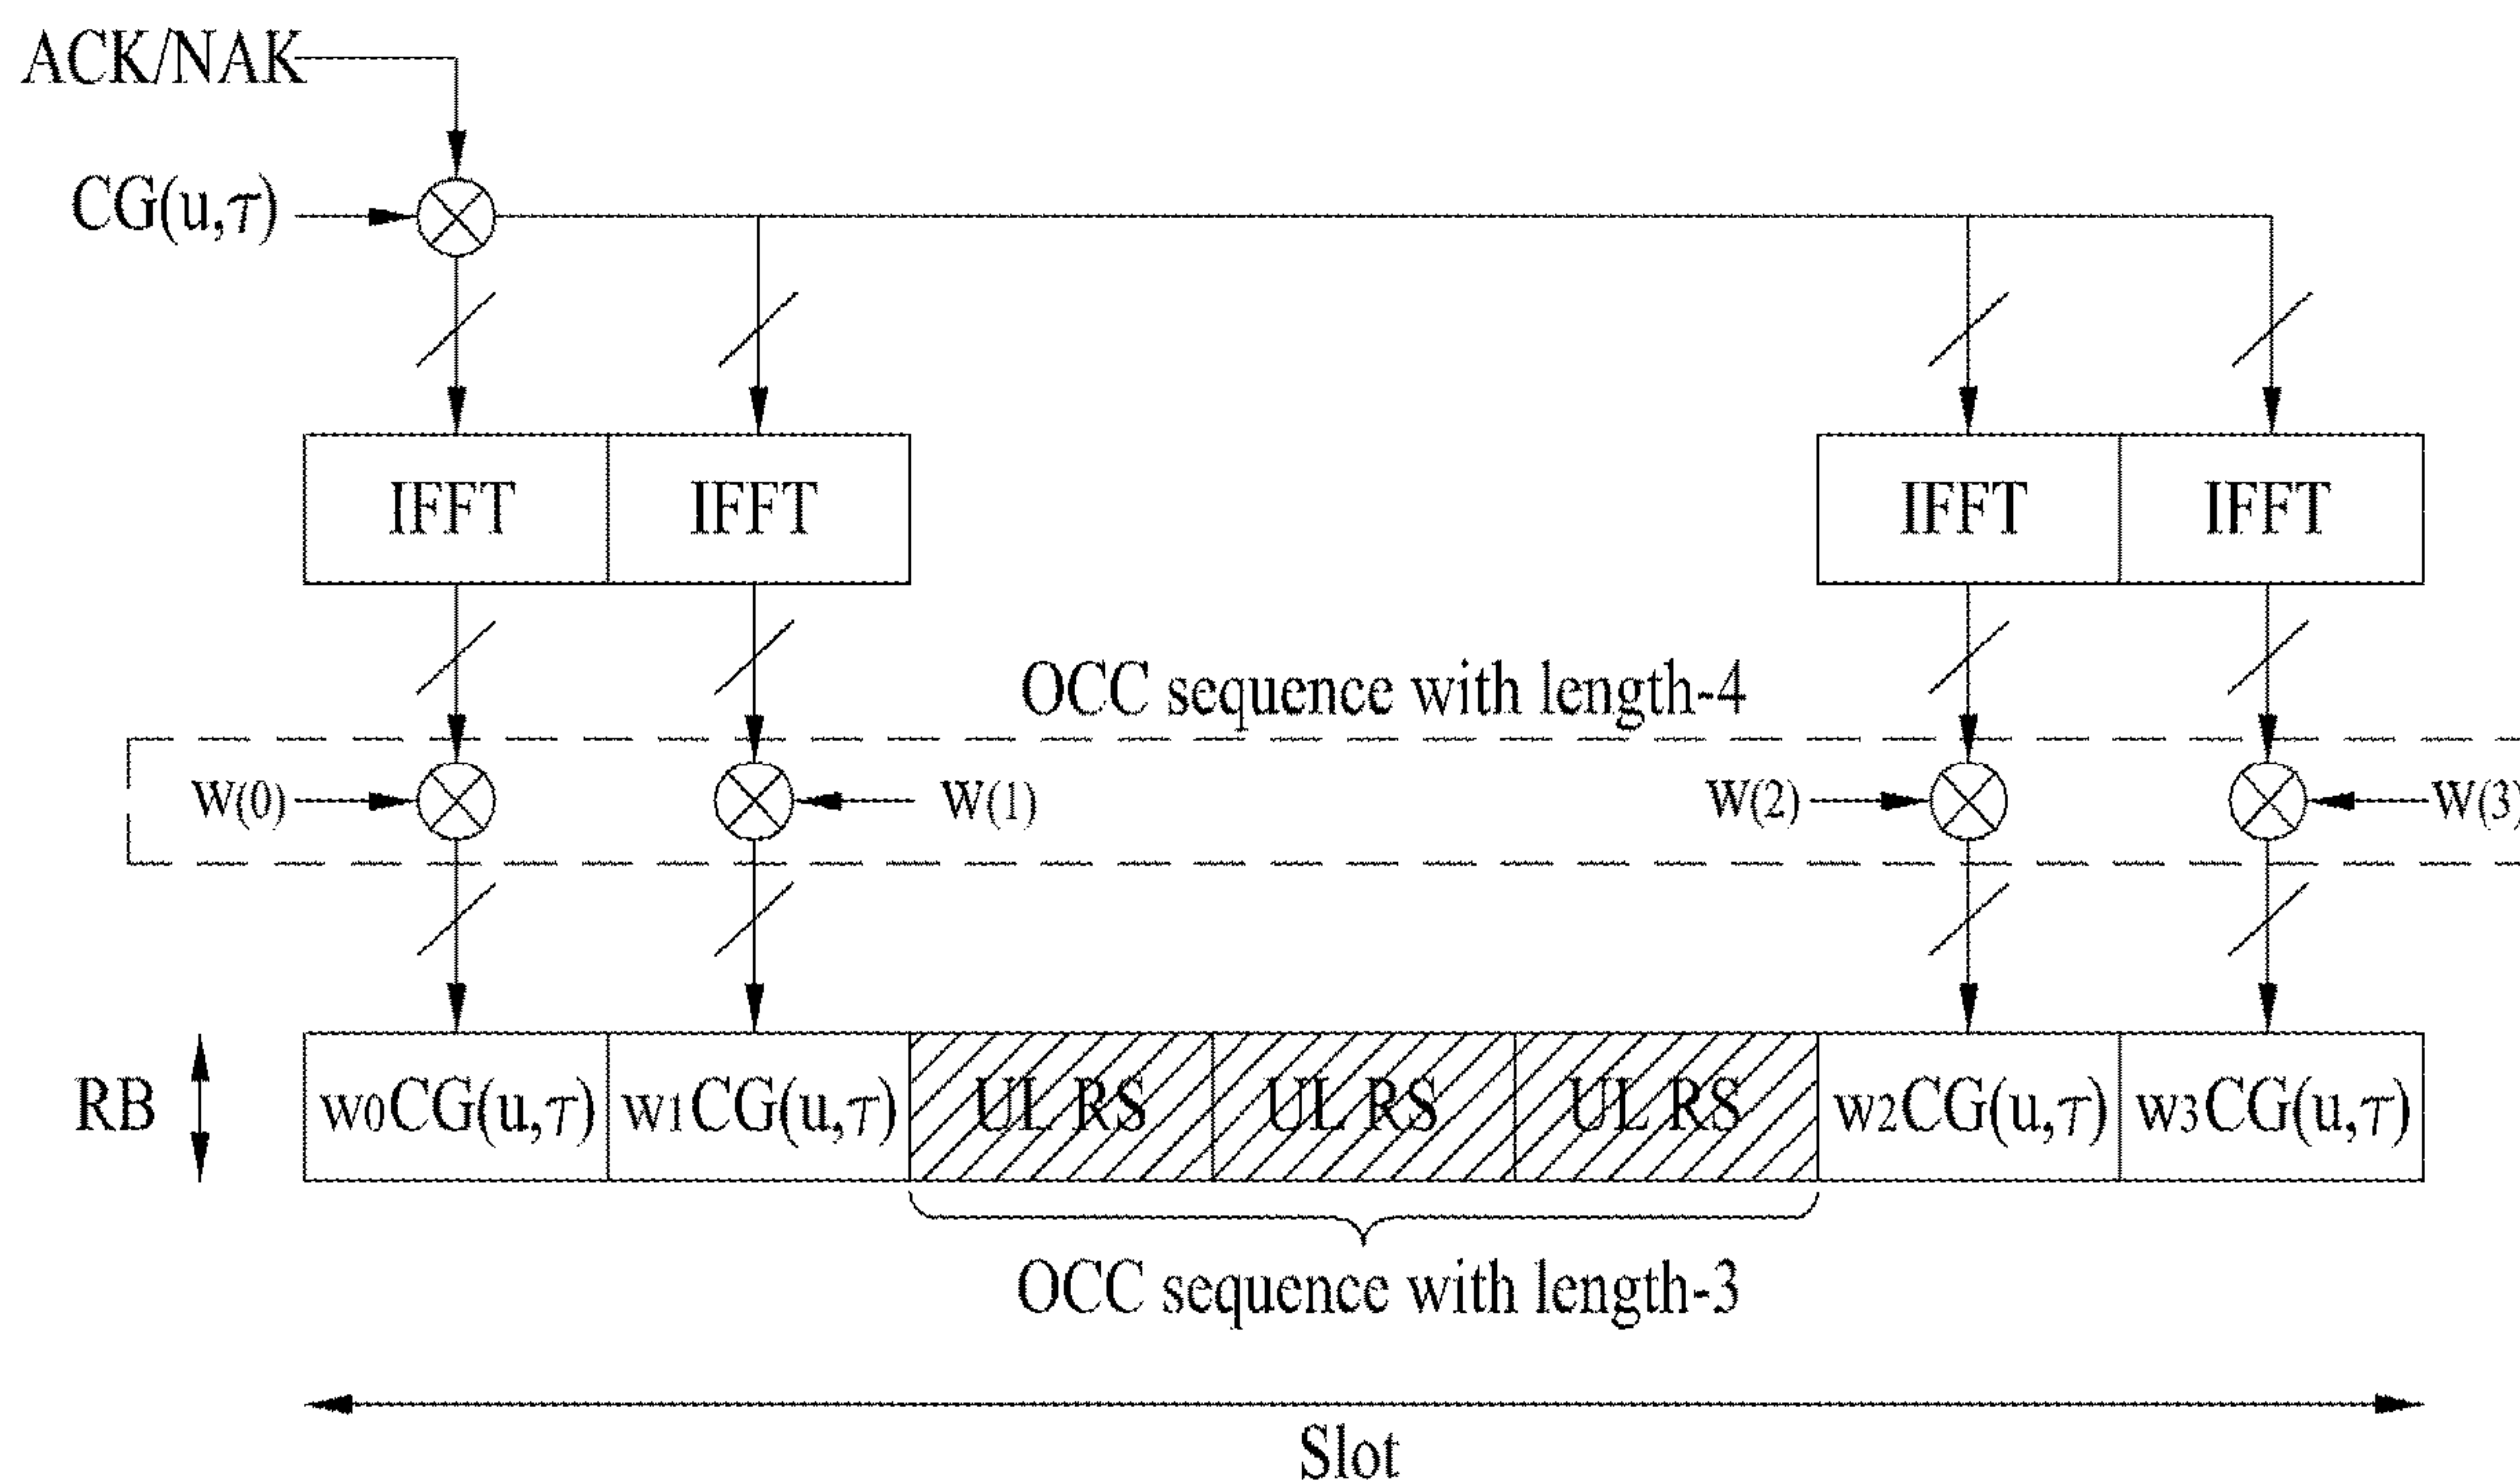 ACK/NAK
CG(u,τ)
IFFT IFFT IFFT IFFT
OCC sequence with length-4
W(0) W(1) W(2) W(3)
RB w0CG(u,τ) w1CG(u,τ) UL RS UL RS UL RS w2CG(u,τ) w3CG(u,τ)
OCC sequence with length-3
Slot